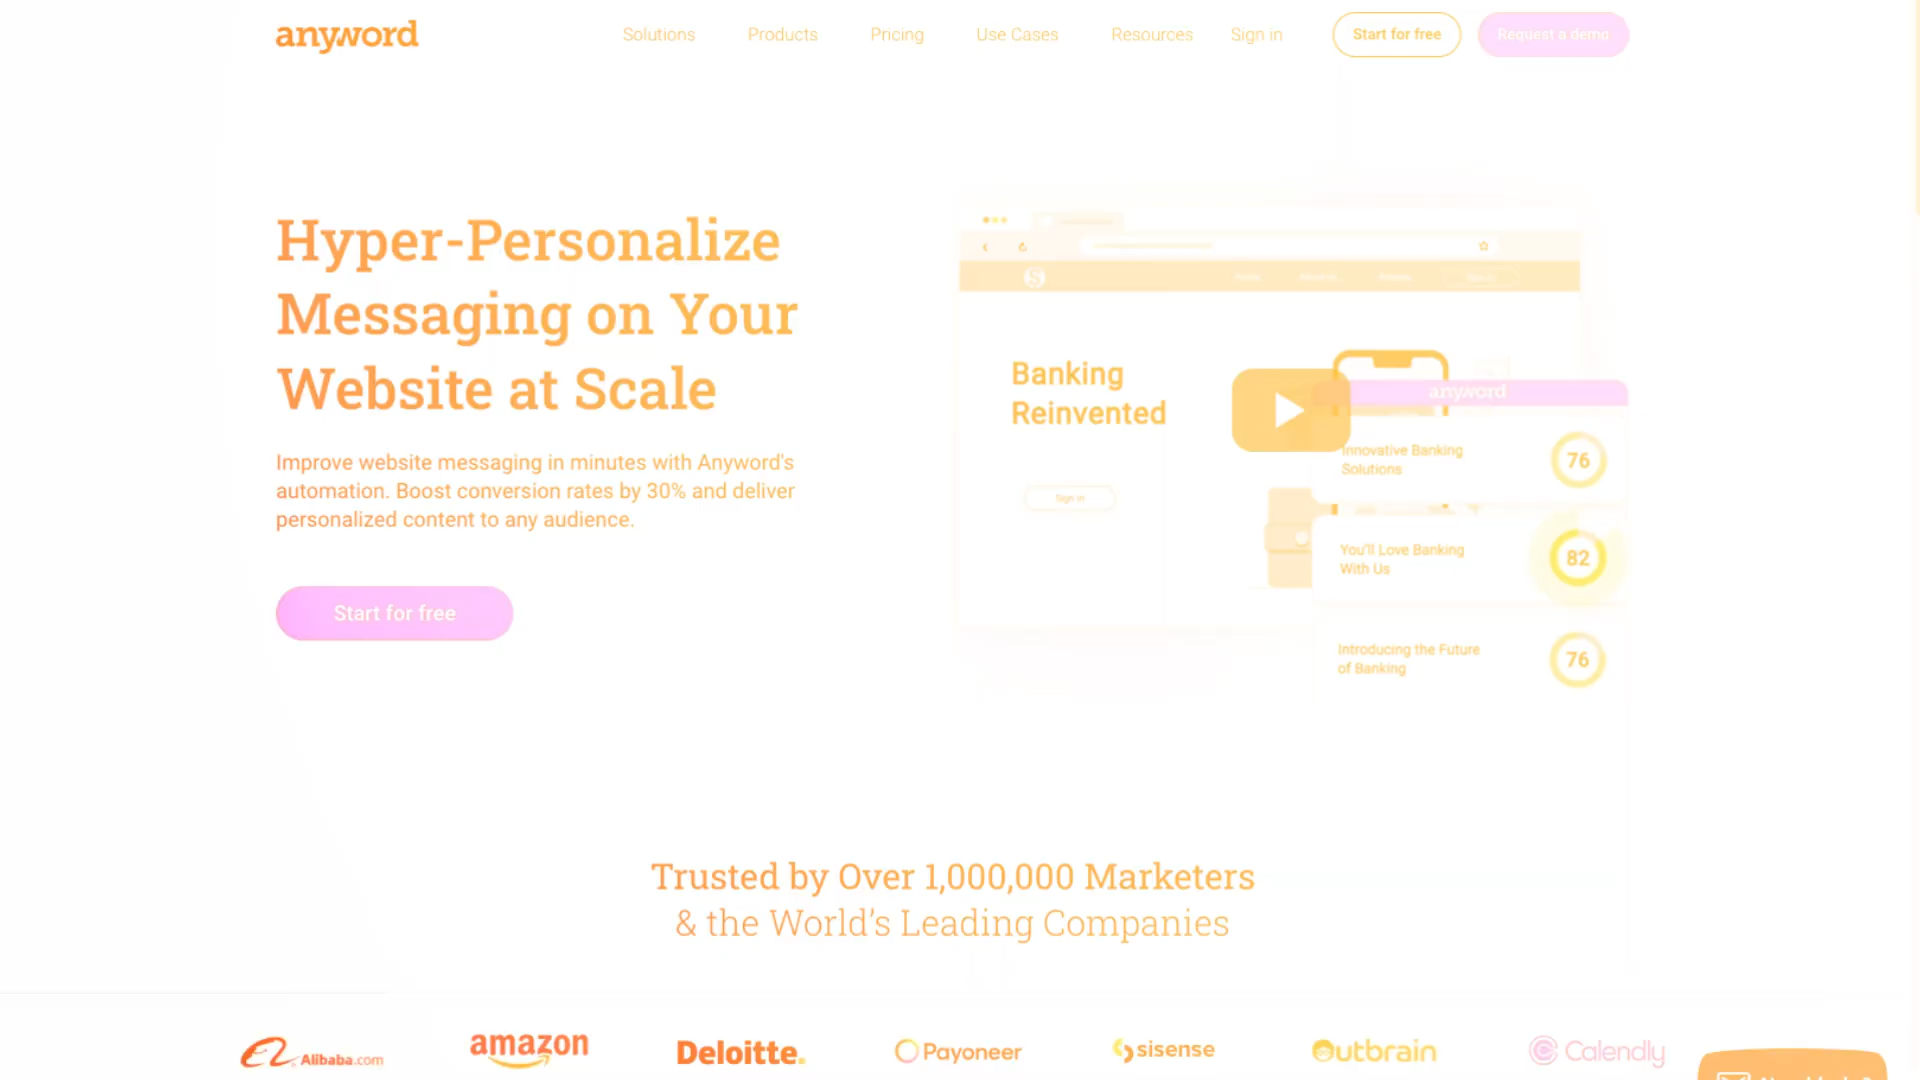 anyword
Solutions
Products
Pricing
Use Cases
Resources
Sign in
Start for free
Request a demo
Hyper-Personalize
Messaging on Your
Website at Scale
Improve website messaging in minutes with Anyword's
automation. Boost conversion rates by 30% and deliver
personalized content to any audience.
Start for free
S
Banking
Reinvented
Sign in
anyword
Innovative Banking
Solutions
76
You'll Love Banking
With Us
82
Introducing the Future
of Banking
76
Trusted by Over 1,000,000 Marketers
& the World’s Leading Companies
Alibaba.com
amazon
Deloitte.
Payoneer
sisense
Outbrain
Calendly